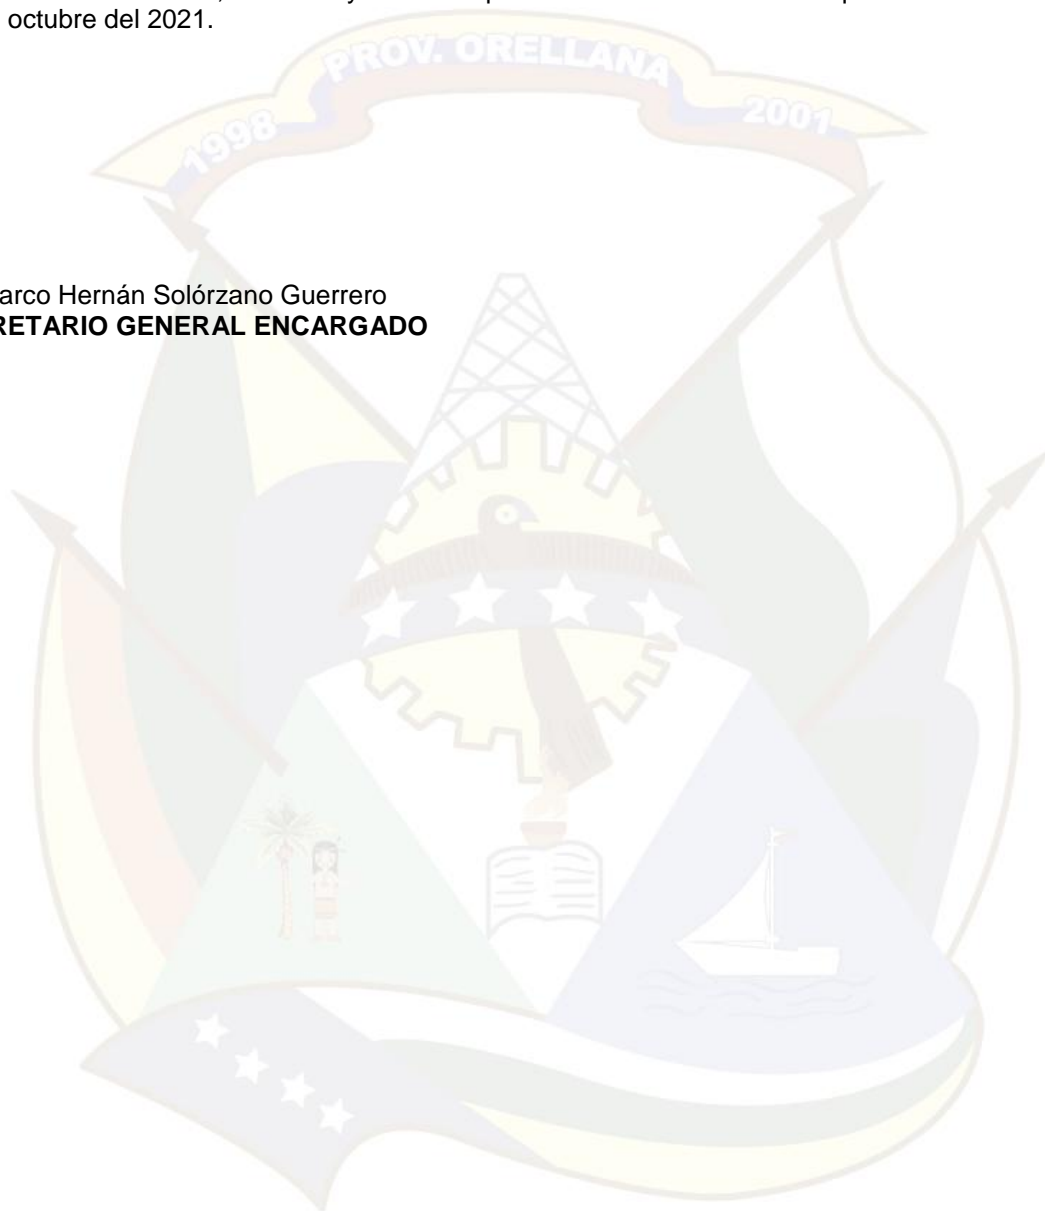 octubre del 2021.
PROV. ORELLANA
1998
2001
arco Hernán Solórzano Guerrero
RETARIO GENERAL ENCARGADO